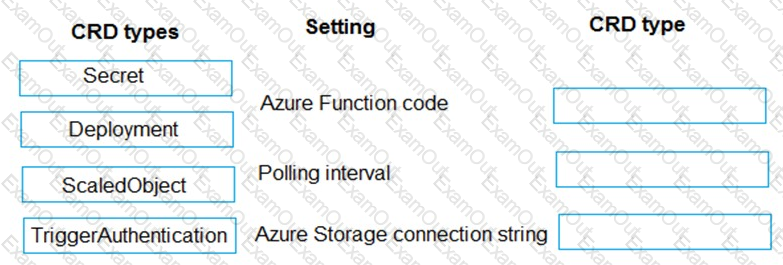 CRD types Setting CRD type
Secret
Azure Function code
Deployment
Polling interval
ScaledObject
TriggerAuthentication Azure Storage connection string